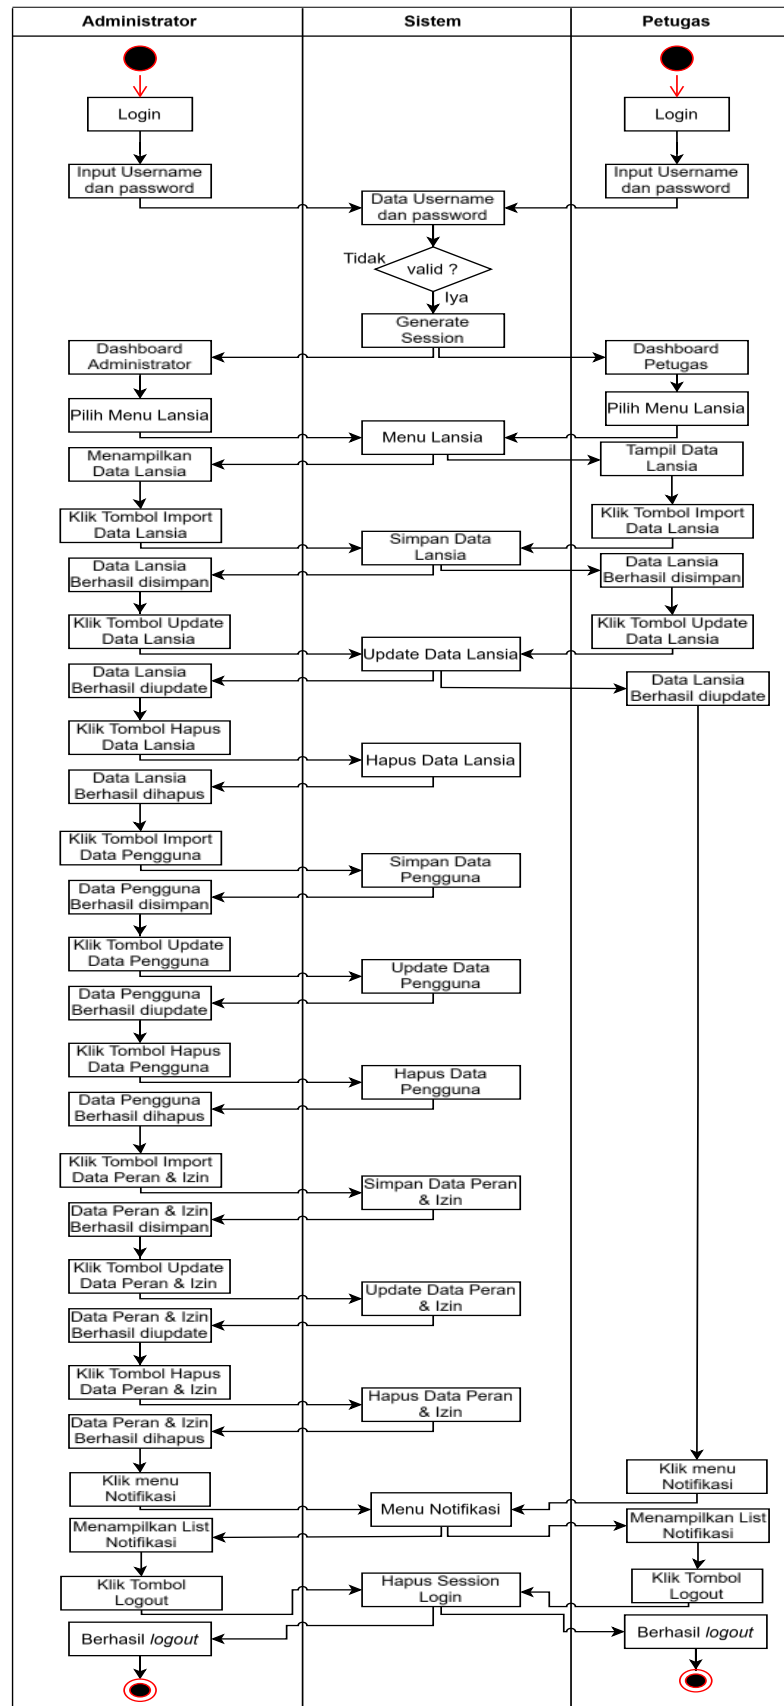 Administrator
Sistem
Petugas
Login
Login
Input Username
dan password
Input Username
dan password
Data Username
dan password
Tidak
valid ?
Iya
Generate
Session
Dashboard
Administrator
Dashboard
Petugas
Pilih Menu Lansia
Pilih Menu Lansia
Menu Lansia
Menampilkan
Data Lansia
Tampil Data
Lansia
Klik Tombol Import
Data Lansia
Klik Tombol Import
Data Lansia
Simpan Data
Lansia
Data Lansia
Berhasil disimpan
Data Lansia
Berhasil disimpan
Klik Tombol Update
Data Lansia
Klik Tombol Update
Data Lansia
Update Data Lansia
Data Lansia
Berhasil diupdate
Data Lansia
Berhasil diupdate
Klik Tombol Hapus
Data Lansia
Hapus Data Lansia
Data Lansia
Berhasil dihapus
Klik Tombol Import
Data Pengguna
Simpan Data
Pengguna
Data Pengguna
Berhasil disimpan
Klik Tombol Update
Data Pengguna
Update Data
Pengguna
Data Pengguna
Berhasil diupdate
Klik Tombol Hapus
Data Pengguna
Hapus Data
Pengguna
Data Pengguna
Berhasil dihapus
Klik Tombol Import
Data Peran & Izin
Simpan Data Peran
& Izin
Data Peran & Izin
Berhasil disimpan
Klik Tombol Update
Data Peran & Izin
Update Data Peran
& Izin
Data Peran & Izin
Berhasil diupdate
Klik Tombol Hapus
Data Peran & Izin
Hapus Data Peran
& Izin
Data Peran & Izin
Berhasil dihapus
Klik menu
Notifikasi
Klik menu
Notifikasi
Menu Notifikasi
Menampilkan List
Notifikasi
Menampilkan List
Notifikasi
Klik Tombol
Logout
Hapus Session
Login
Klik Tombol
Logout
Berhasil logout
Berhasil logout